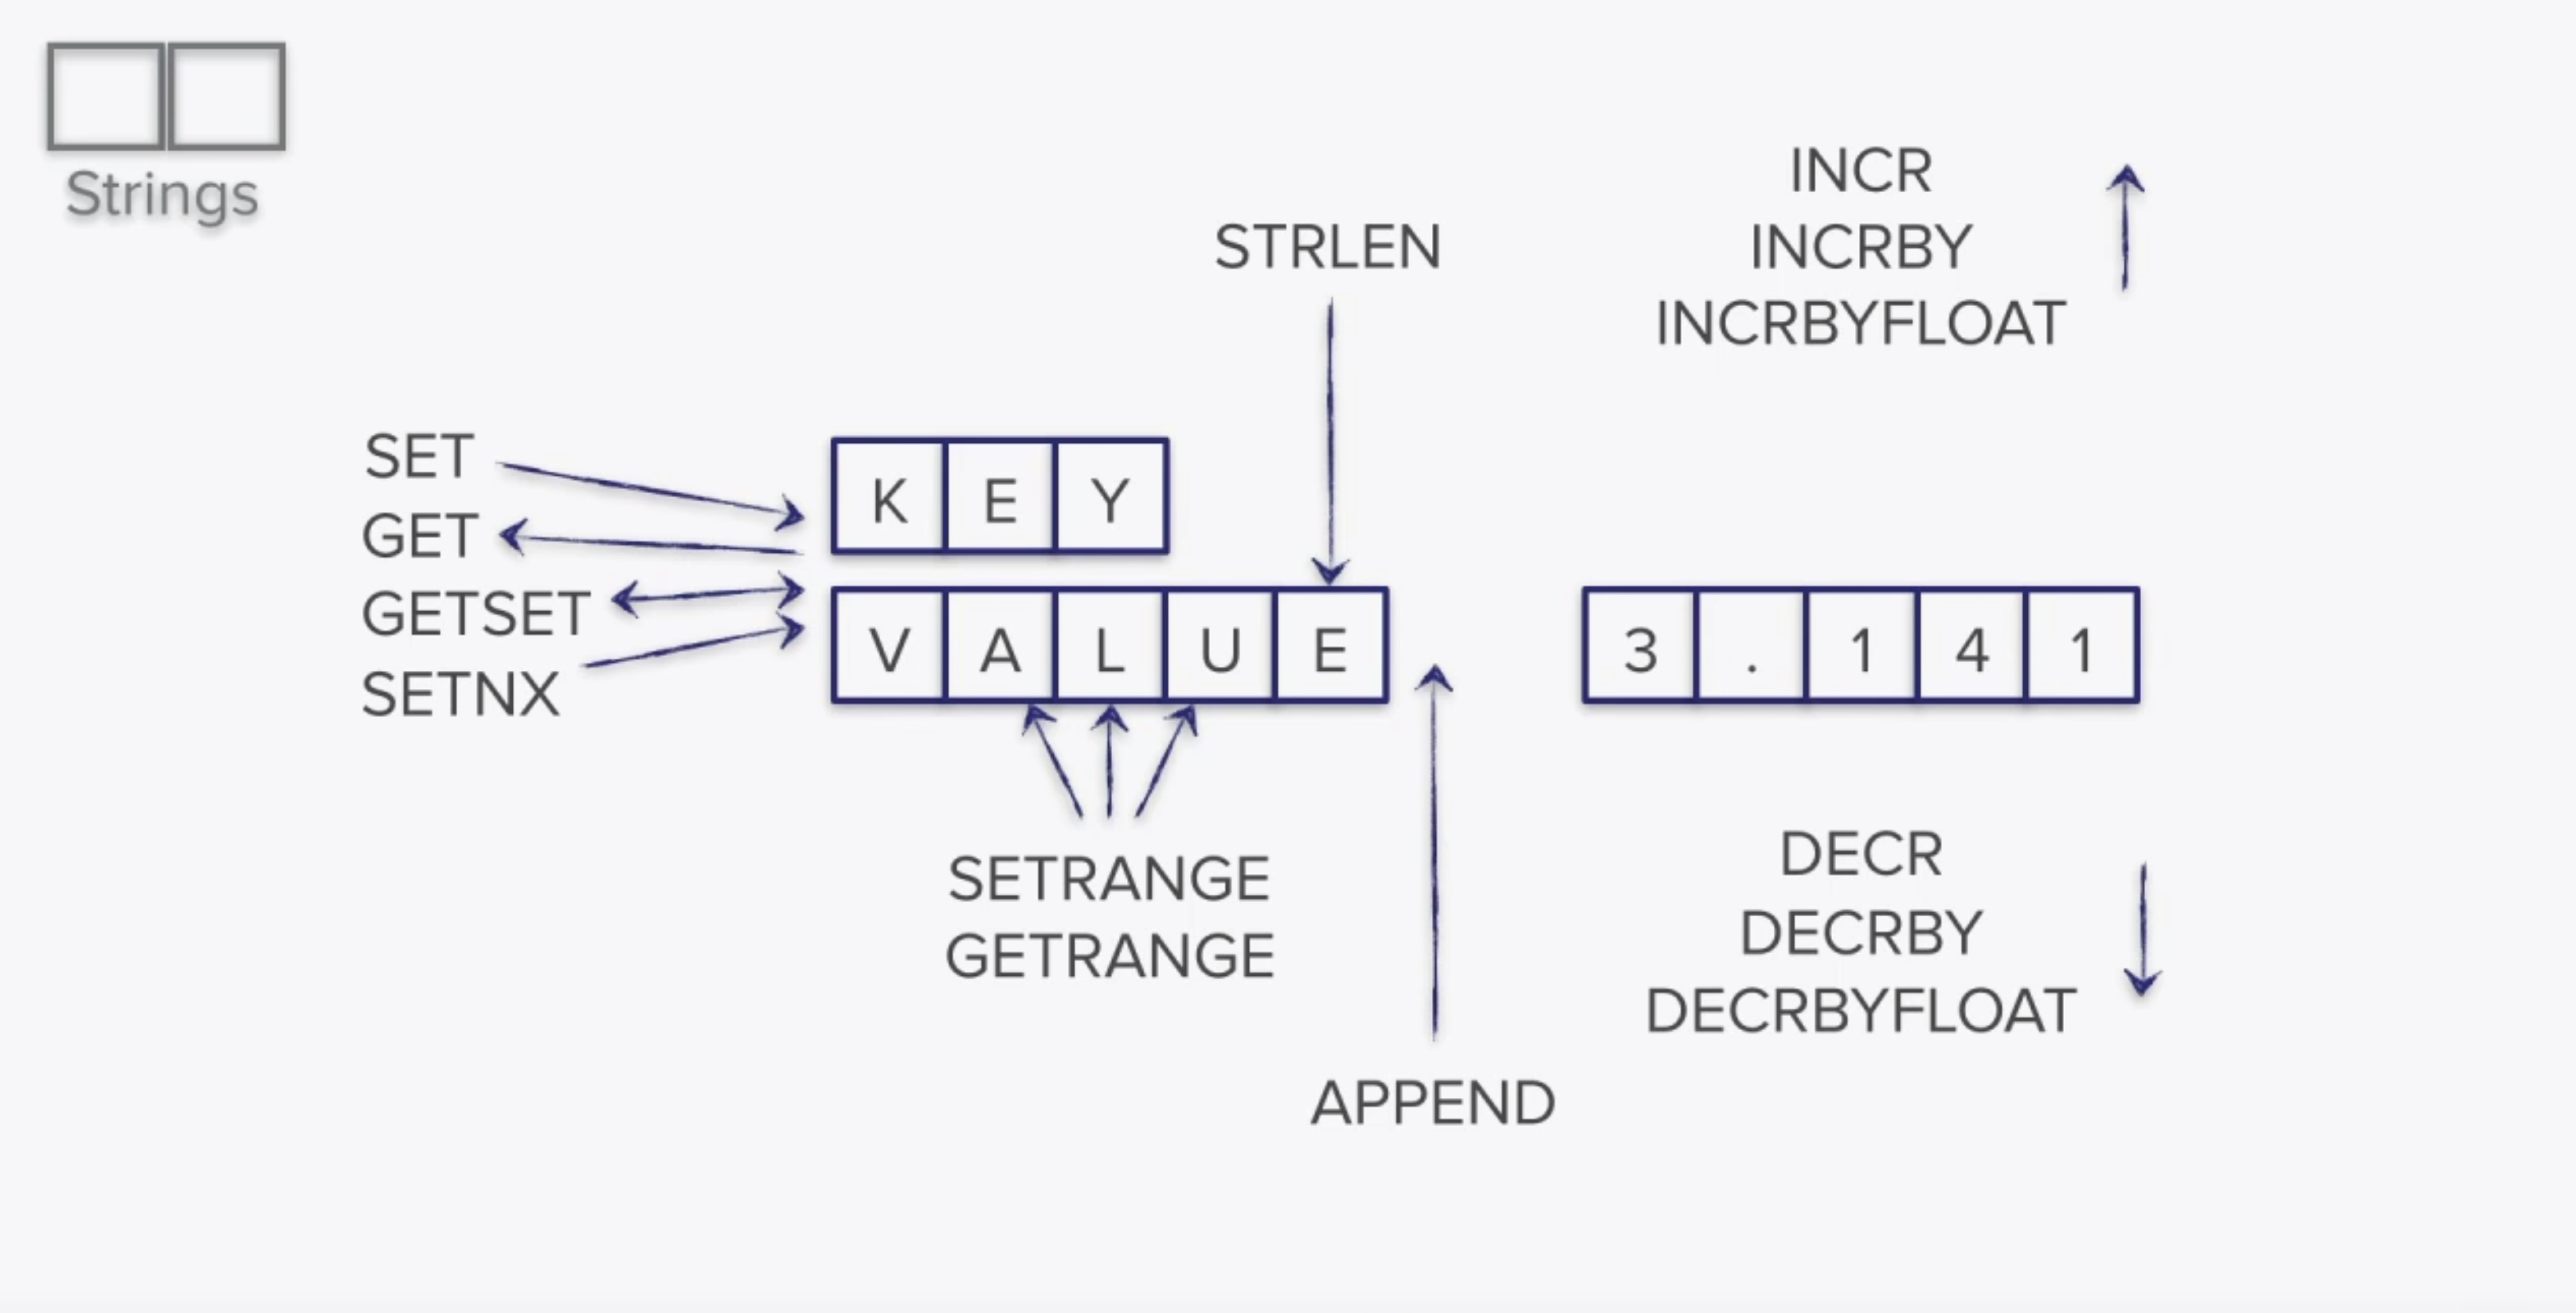 Strings
STRLEN
INCR
INCRBY
INCRBYFLOAT
SET
GET
GETSET
SETNX
K E Y
V A L U E
3 . 1 4 1
SETRANGE
GETRANGE
APPEND
DECR
DECRBY
DECRBYFLOAT